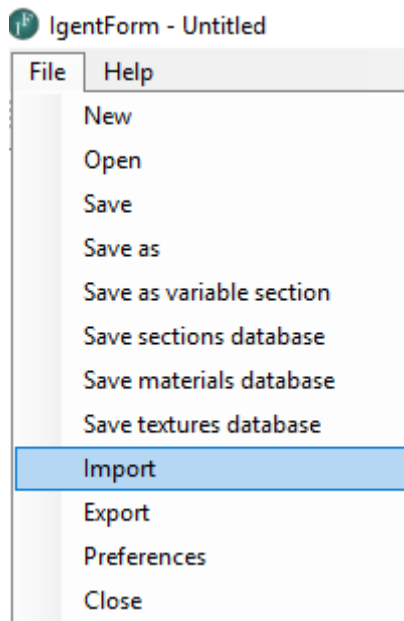 IF
IgentForm - Untitled
File Help
New
Open
Save
Save as
Save as variable section
Save sections database
Save materials database
Save textures database
Import
Export
Preferences
Close